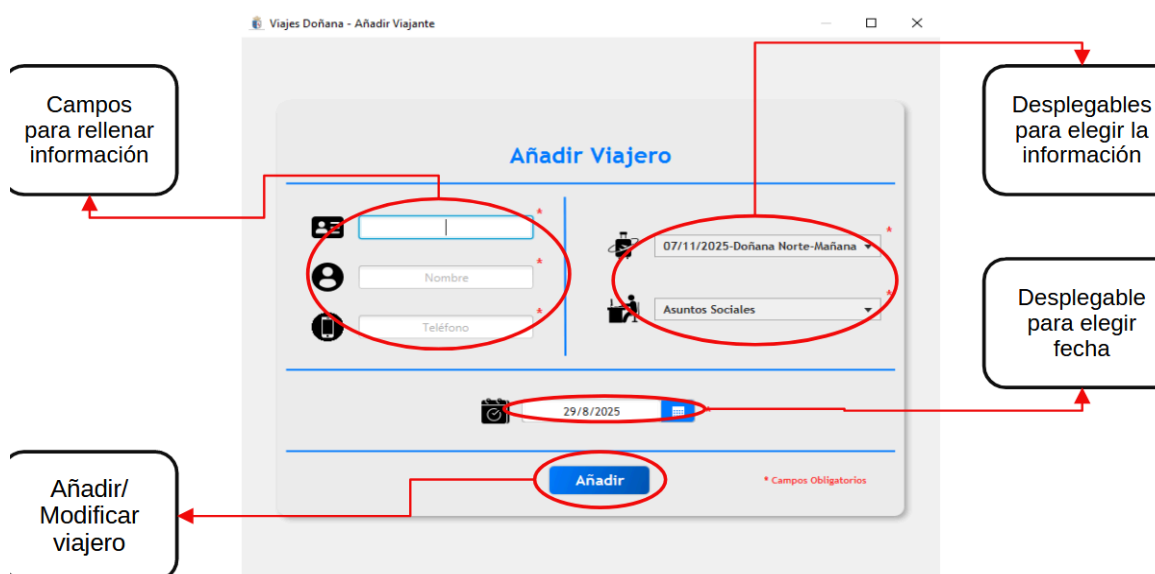 Viajes Doñana - Añadir Viajante
Campos
para rellenar
información
Desplegables
para elegir la
información
Añadir Viajero
*
07/11/2025-Doñana Norte-Mañana
*
Nombre
*
Asuntos Sociales
*
Teléfono
*
Desplegable
para elegir
fecha
29/8/2025
*
Añadir
* Campos Obligatorios
Añadir/
Modificar
viajero